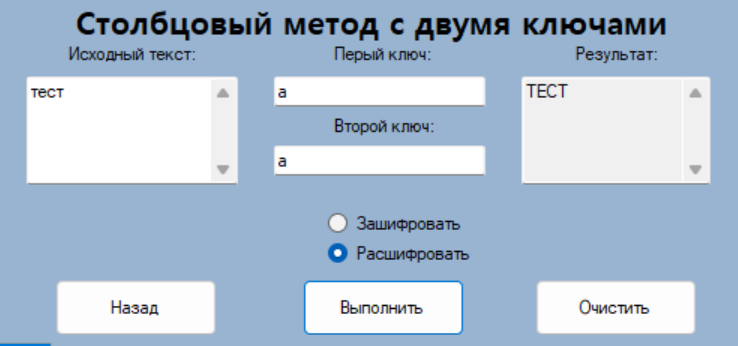 Столбцовый метод с двумя ключами
Исходный текст:
Перый ключ:
Результат:
тест
а
ТЕСТ
Второй ключ:
а
Зашифровать
Расшифровать
Назад
Выполнить
Очистить